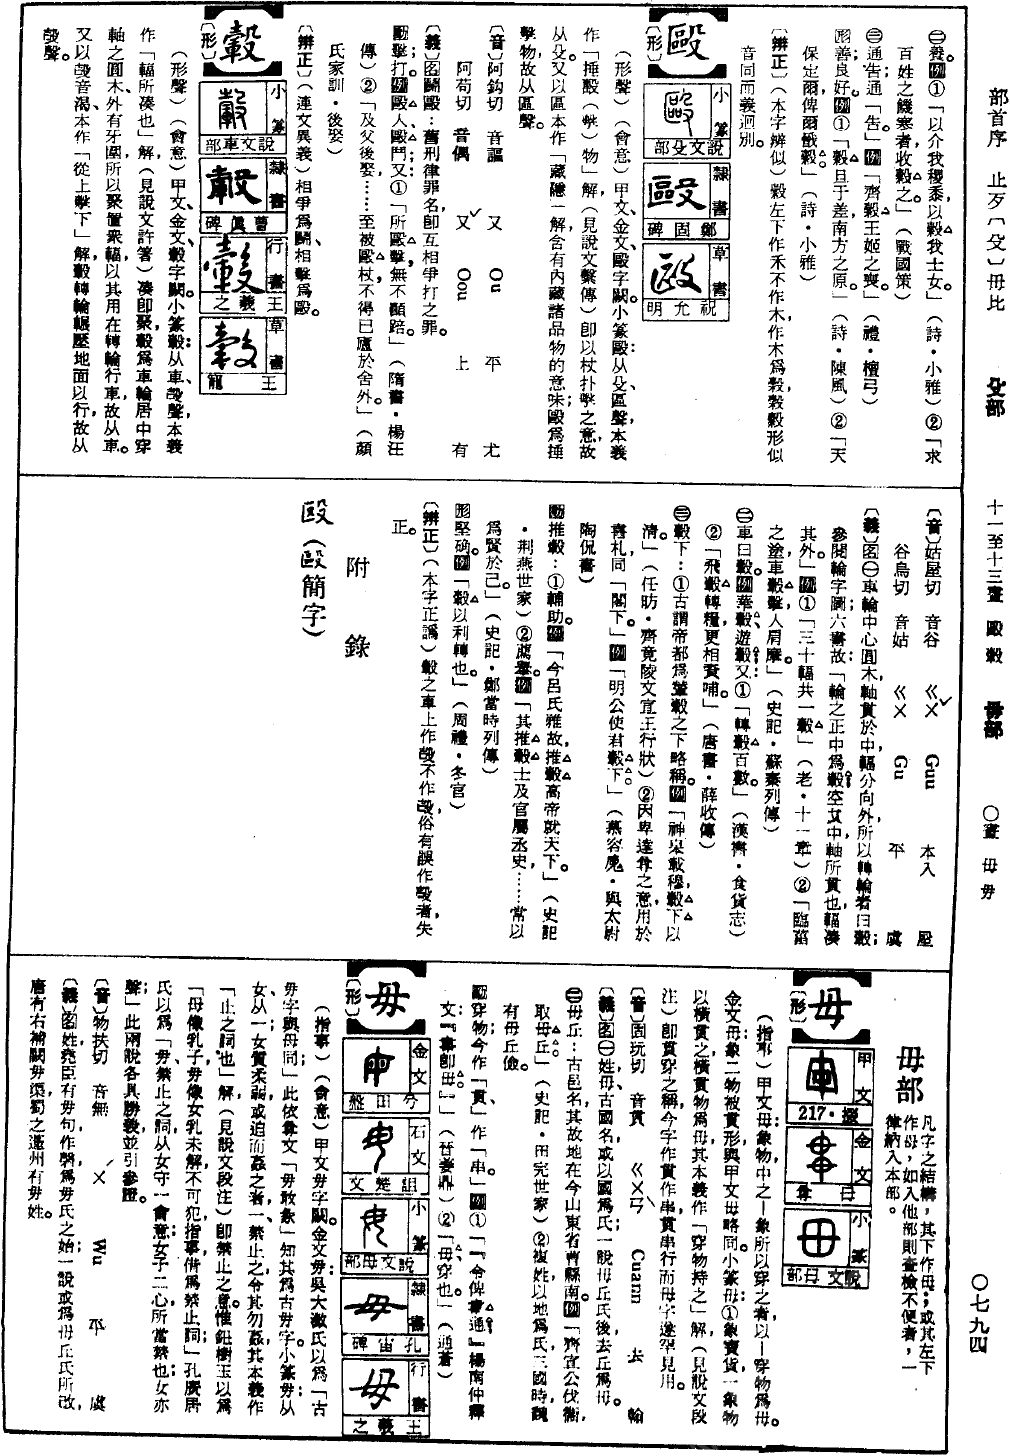 部首序 止歹〔殳〕毋比 殳部 十一至十三畫 毆 轂 毌部 〇畫 毌毋 〇七九四
㊁養。例①「以介我稷黍,以穀我士女」(詩・小雅)②「求
百姓之饑寒者收穀之。」(戰國策)
㊂通告;通「告」。例「齊穀王姬之喪」(禮・檀弓)
形善;良好。例①「穀旦于差,南方之原」(詩・陳風)②「天
保定爾,俾爾戩穀」(詩・小雅)
〔辨正〕(本字辨似)穀左下作禾不作木,作木爲榖,榖穀形似
音同而義迥別。
毆
〔形〕
小篆 說文殳部
隸書 鄭固碑
草書 祝允明
(形聲)(會意)甲文、金文毆字闕。小篆毆:从殳、區聲,本義
作「捶毄(擊)物」解(見說文繫傳)即以杖扑擊之意,故
从殳。又以區本作「藏隱」解,含有內藏諸品物的意味;毆爲捶
擊物,故从區聲。
〔音〕阿鈎切 音謳 又 Ou 平 尤
阿苟切 音偶 又 Oou 上 有
〔義〕名鬬毆:舊刑律罪名,即互相爭打之罪。
動擊打。例毆人、毆鬥。又①「所毆擊,無不顛踣。」(隋書・楊汪
傳)②「及父後娶……至被毆杖,不得已廬於舍外。」(顏
氏家訓・後娶)
〔辨正〕(連文異義)相爭爲鬬,相擊爲毆。
轂
〔形〕
小篆 說文車部
隸書 曹真碑
行書 王羲之
草書 王寵
(形聲)(會意)甲文、金文轂字闕。小篆轂:从車、𣪊聲,本義
作「輻所湊也」解(見說文許箸)湊即聚,轂爲車輪居中穿
軸之圓木,外有牙圍,所以聚置衆輻,以其用在轉輪行車,故从車。
又以𣪊音渴,本作「從上擊下」解,轂轉輪輾壓地面以行,故从
𣪊聲。
〔音〕姑屋切 音谷 ㄍㄨˇ Guu 本入 屋
谷烏切 音姑 ㄍㄨ Gu 平 虞
〔義〕名㊀車輪中心圓木,軸貫於中,輻分向外,所以轉輪者曰轂;
參閱輪字圖;六書故:「輪之正中爲轂,空其中,軸所貫也,輻湊
其外。」例①「三十輻共一轂」(老・十一章)②「臨菑
之塗,車轂擊,人肩摩。」(史記・蘇秦列傳)
㊁車曰轂。例華轂、遊轂。又①「轉轂百數」(漢書・食貨志)
②「飛轂轉糧,更相資哺。」(唐書・薛收傳)
㊂轂下:①古謂帝都爲輦轂之下,略稱。例「神臯載穆,轂下以
清」(任昉・齊竟陵文宣王行狀)②因卑達尊之意,用於
書札,同「閣下」。例「明公使君轂下」(慕容廆・與太尉
陶侃書)
動推轂:①輔助。例「今呂氏雅故,推轂高帝就天下。」(史記
・荆燕世家)②薦舉。例「其推轂士及官屬丞史……常以
爲賢於己」(史記・鄭當時列傳)
形堅确。例「轂以利轉也」(周禮・冬官)
〔辨正〕(本字正譌)轂之車上作𣪊不作㱿,俗有誤作㱿者,失
正。
附錄
殴(毆簡字)
毌部
凡字之結構,其下作毋;或其左下
作毋,如入他部則查檢不便者,一
律納入本部。
毌
〔形〕
甲文 217・掇
金文 毌尊
小篆 說文毌部
(指事)甲文毌:象物中之一,象所以穿之者,以一穿物爲毌。
金文毌:象二物被貫形,與甲文毌略同。小篆毌:①象寶貨,一象物
以橫貫之,橫貫物爲毌,其本義作「穿物持之」解,(見說文段
注)即貫穿之稱,今字作貫作串,貫串行而毌字遂罕見用。
〔音〕固玩切 音貫 ㄍㄨㄢˋ Guann 去 翰
〔義〕名㊀姓,毌,古國名,或以國爲氏;一說毌丘氏後,去丘爲毌。
㊁毌丘:古邑名,其故地在今山東省曹縣南。例「齊宣公伐衛,
取毌丘」(史記・田完世家)②複姓,以地爲氏;三國時,魏
有毌丘儉。
動穿物,今作「貫」,作「串」。例①「『令俾毌通』,楊南仲釋
文:『毌即毌。』」(晉姜鼎)②「毌,穿也。」(通雅)
毋
〔形〕
金文 兮田盤
石文 詛楚文
小篆 說文毋部
隸書 孔宙碑
行書 王羲之
(指事)(會意)甲文毋字闕。金文毋:吳大澂氏以爲「古
毋字與母同」,此依尊文「毋敢象」知其爲古毋字。小篆毋:从
女、从一,女質柔弱,或迫而姦之者,一、禁止之,令其勿姦,其本義作
「止之詞也」解(見說文段注)即禁止之意。惟鈕樹玉以爲
「母像乳子,毋像女乳未解不可犯,指事,借爲禁止詞;」孔廣居
氏以爲「毋,禁止之詞,从女守一,會意,女子二心,所當禁也;女亦
聲。」此兩說各具勝義,並引參證。
〔音〕物扶切 音無 ㄨˊ Wu 平 虞
〔義〕名姓,堯臣有毋句作磬,爲毋氏之始;一說或爲毌丘氏所改,
唐有右補闕毋煚,蜀之滙州有毋姓。